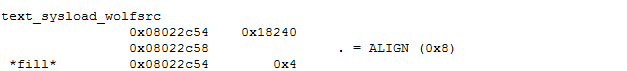 text_sysload_wolfsrc
0x08022c54 0x18240
0x08022c58 . = ALIGN (0x8)
*fill* 0x08022c54 0x4